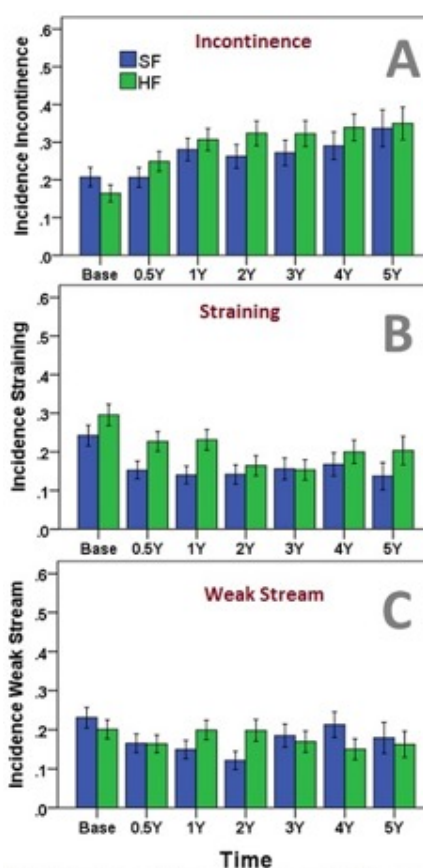 Incontinence
A
SF
HF
Incidence Incontinence
.6
.5
.4
.3
.2
.1
.0
Base 0.5Y 1Y 2Y 3Y 4Y 5Y
Straining
B
Incidence Straining
.6
.5
.4
.3
.2
.1
.0
Base 0.5Y 1Y 2Y 3Y 4Y 5Y
Weak Stream
C
Incidence Weak Stream
.6
.5
.4
.3
.2
.1
.0
Base 0.5Y 1Y 2Y 3Y 4Y 5Y
Time